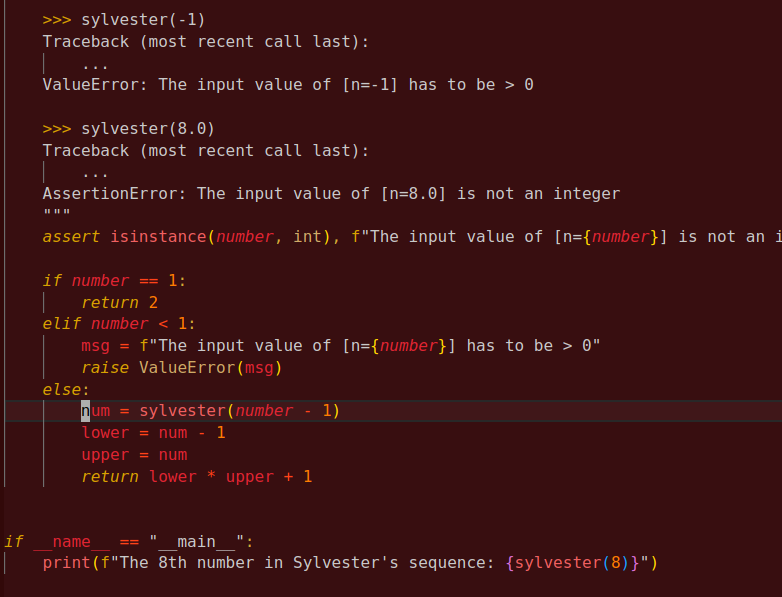 >>> sylvester(-1)
Traceback (most recent call last):
...
ValueError: The input value of [n=-1] has to be > 0
>>> sylvester(8.0)
Traceback (most recent call last):
...
AssertionError: The input value of [n=8.0] is not an integer
"""
assert isinstance(number, int), f"The input value of [n={number}] is not an i
if number == 1:
return 2
elif number < 1:
msg = f"The input value of [n={number}] has to be > 0"
raise ValueError(msg)
else:
num = sylvester(number - 1)
lower = num - 1
upper = num
return lower * upper + 1
if __name__ == "__main__":
print(f"The 8th number in Sylvester's sequence: {sylvester(8)}")